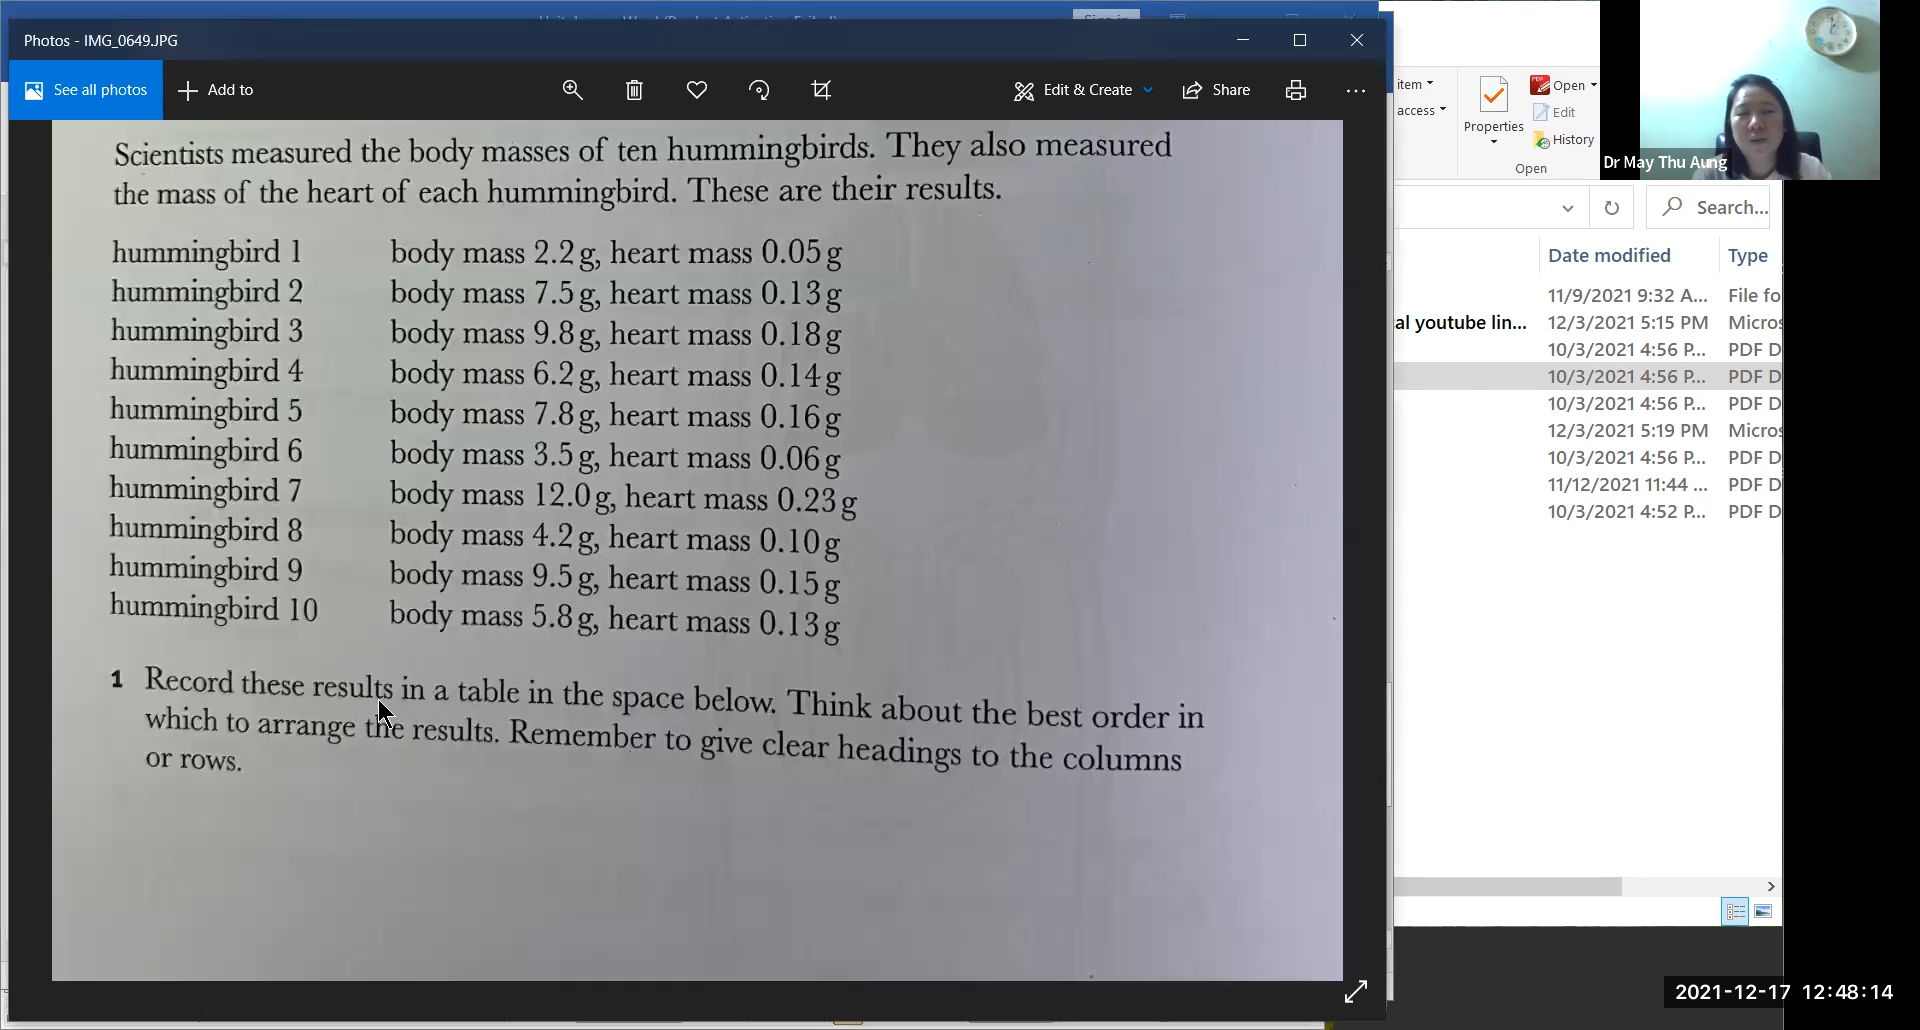 Photos - IMG_0649.JPG
See all photos
Add to
Edit & Create
Share
Scientists measured the body masses of ten hummingbirds. They also measured
the mass of the heart of each hummingbird. These are their results.
hummingbird 1 body mass 2.2 g, heart mass 0.05 g
hummingbird 2 body mass 7.5 g, heart mass 0.13 g
hummingbird 3 body mass 9.8 g, heart mass 0.18 g
hummingbird 4 body mass 6.2 g, heart mass 0.14 g
hummingbird 5 body mass 7.8 g, heart mass 0.16 g
hummingbird 6 body mass 3.5 g, heart mass 0.06 g
hummingbird 7 body mass 12.0 g, heart mass 0.23 g
hummingbird 8 body mass 4.2 g, heart mass 0.10 g
hummingbird 9 body mass 9.5 g, heart mass 0.15 g
hummingbird 10 body mass 5.8 g, heart mass 0.13 g
1 Record these results in a table in the space below. Think about the best order in
which to arrange the results. Remember to give clear headings to the columns
or rows.
item
access
Properties
Open
Edit
History
Open
Dr May Thu Aung
Search...
Date modified Type
11/9/2021 9:32 A... File fo
al youtube lin... 12/3/2021 5:15 PM Micros
10/3/2021 4:56 P... PDF D
10/3/2021 4:56 P... PDF D
10/3/2021 4:56 P... PDF D
12/3/2021 5:19 PM Micros
10/3/2021 4:56 P... PDF D
11/12/2021 11:44 ... PDF D
10/3/2021 4:52 P... PDF D
2021-12-17 12:48:14